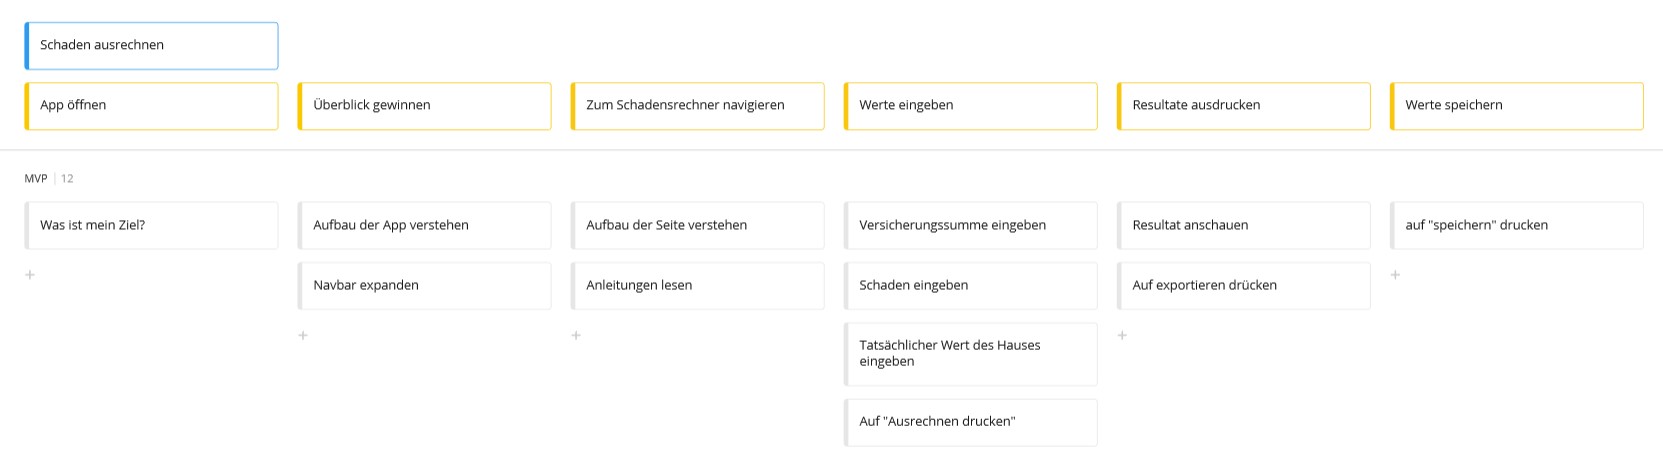 Schaden ausrechnen
App öffnen
Überblick gewinnen
Zum Schadensrechner navigieren
Werte eingeben
Resultate ausdrucken
Werte speichern
MVP | 12
Was ist mein Ziel?
Aufbau der App verstehen
Aufbau der Seite verstehen
Versicherungssumme eingeben
Resultat anschauen
auf "speichern" drucken
+
Navbar expanden
Anleitungen lesen
Schaden eingeben
Auf exportieren drücken
+
+
+
+
Tatsächlicher Wert des Hauses
eingeben
Auf "Ausrechnen drucken"